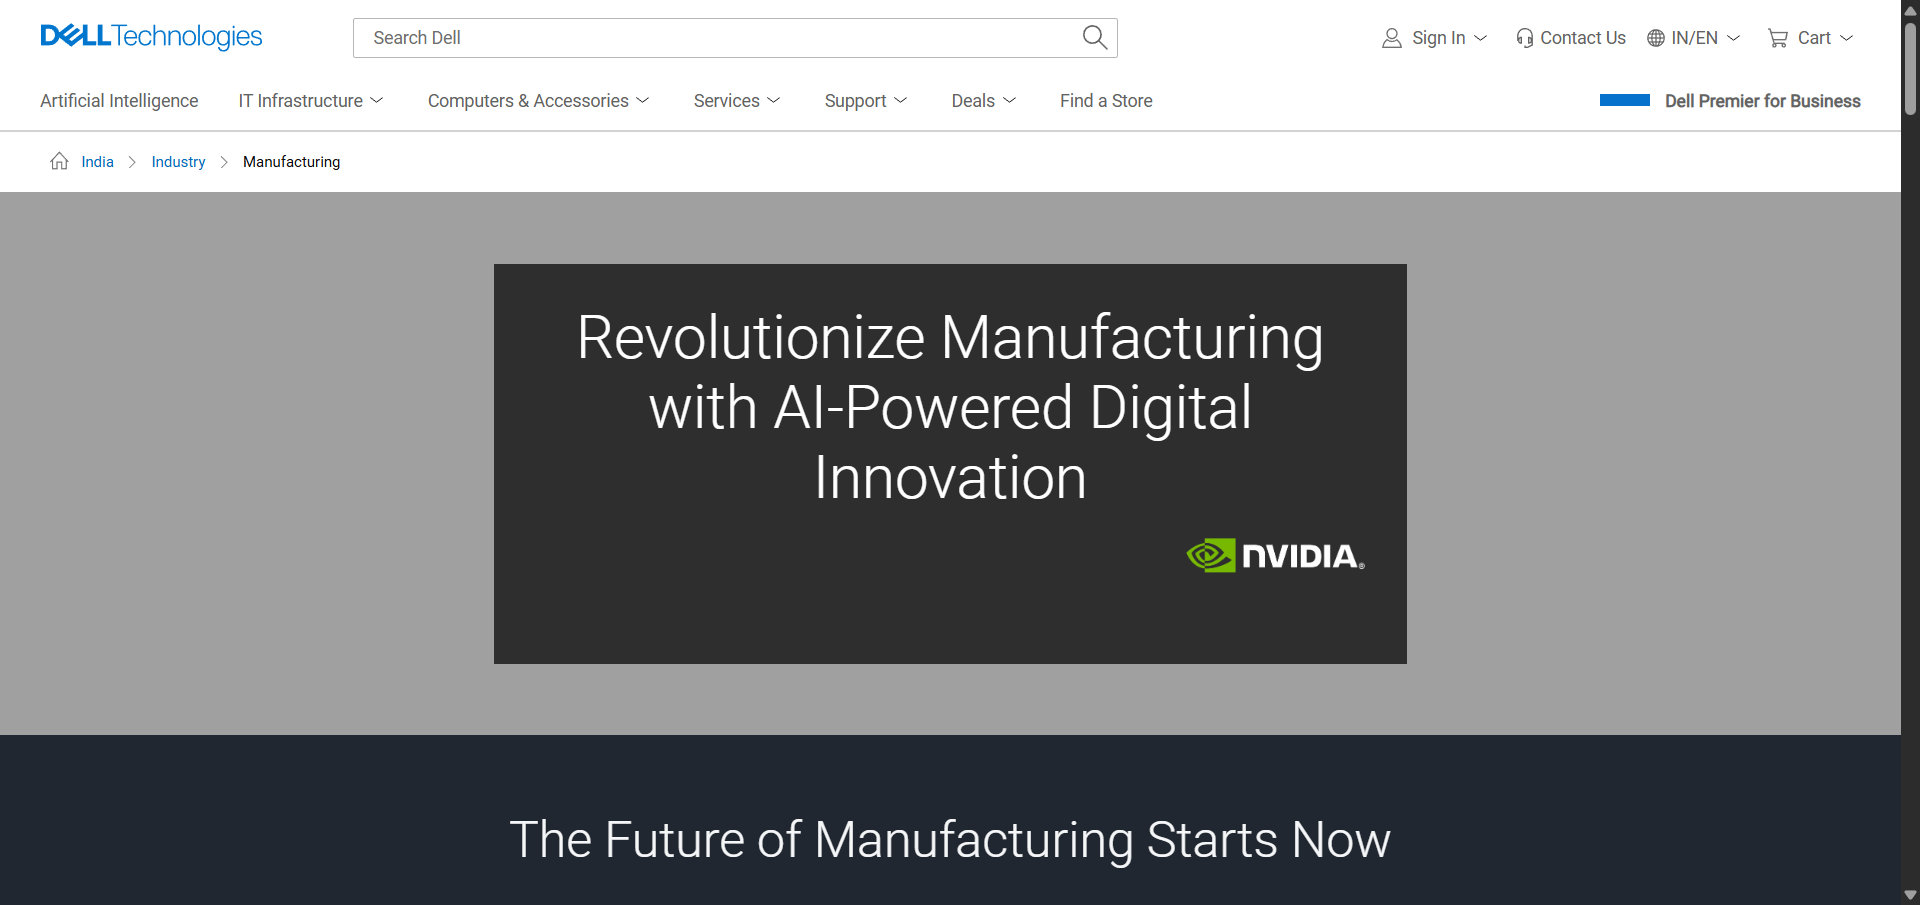 DELLTechnologies
Search Dell
Sign In
Contact Us
IN/EN
Cart
Artificial Intelligence
IT Infrastructure
Computers & Accessories
Services
Support
Deals
Find a Store
Dell Premier for Business
India
Industry
Manufacturing
Revolutionize Manufacturing
with AI-Powered Digital
Innovation
NVIDIA®
The Future of Manufacturing Starts Now